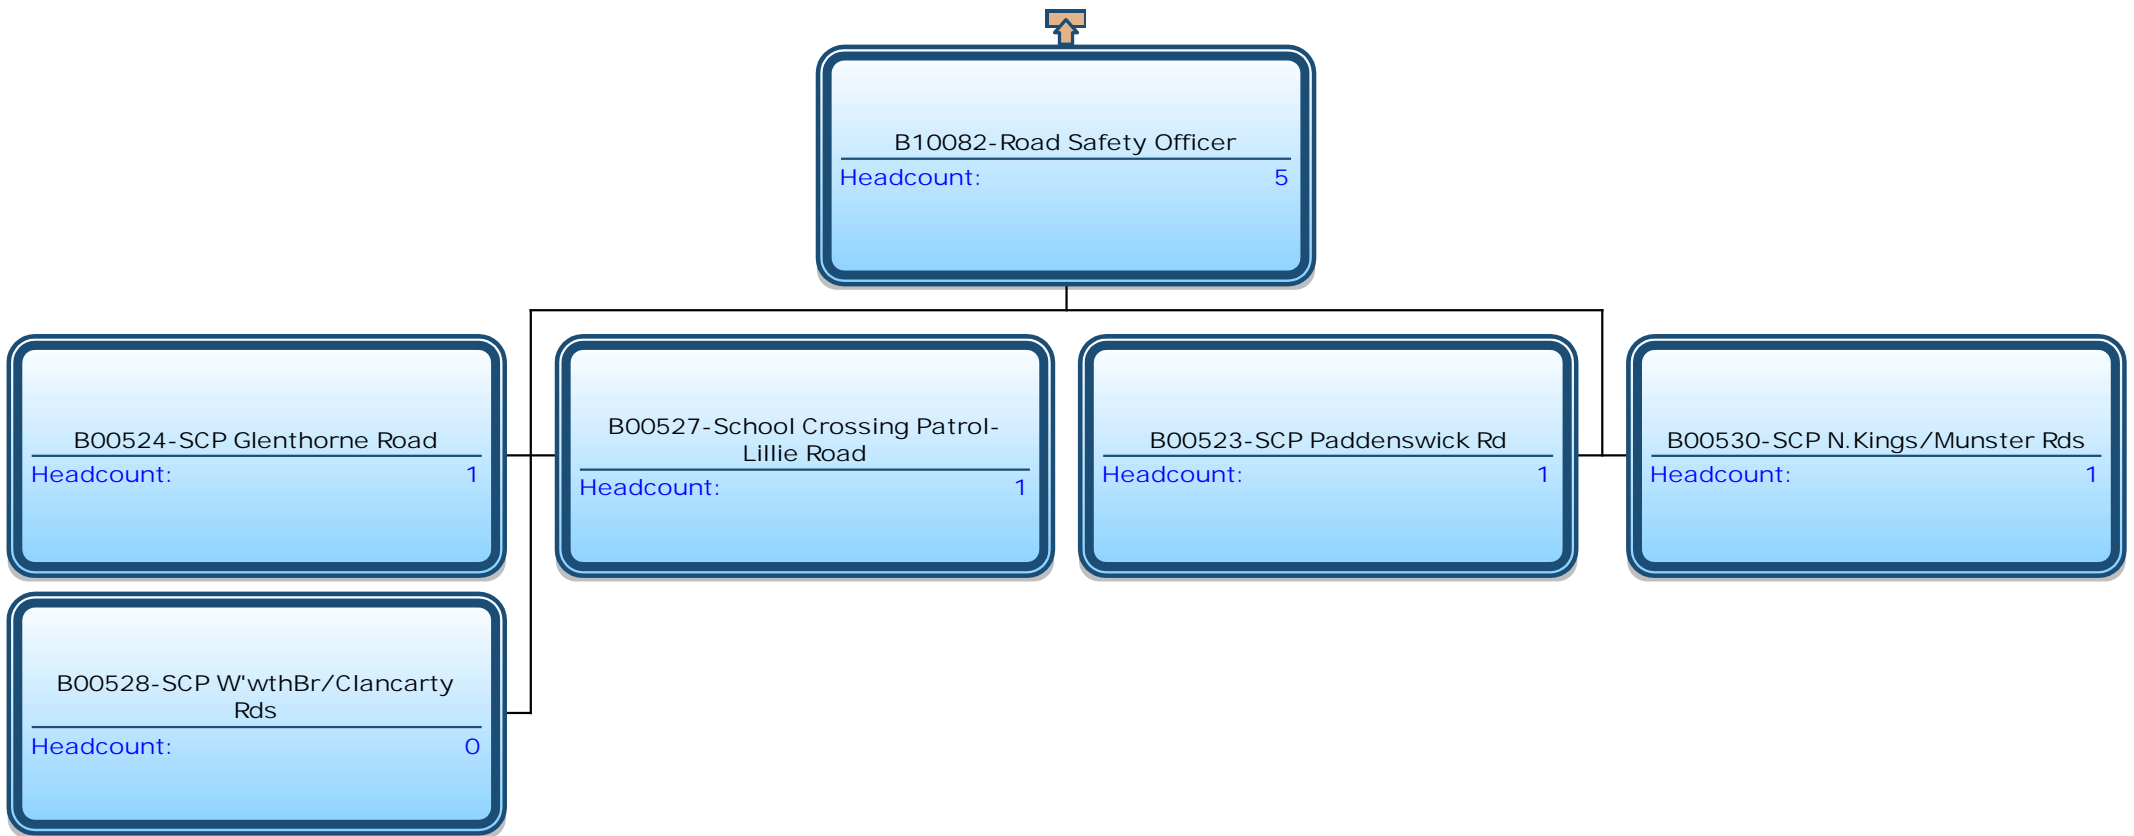 B10082-Road Safety Officer
Headcount: 5
B00524-SCP Glenthorne Road
Headcount: 1
B00527-School Crossing Patrol-
Lillie Road
Headcount: 1
B00523-SCP Paddenswick Rd
Headcount: 1
B00530-SCP N.Kings/Munster Rds
Headcount: 1
B00528-SCP W'wthBr/Clancarty
Rds
Headcount: 0